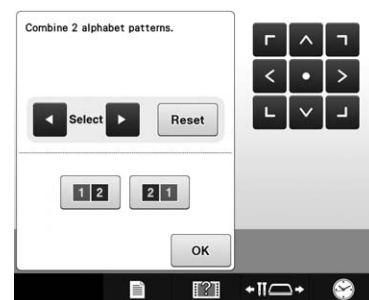 Combine 2 alphabet patterns.
Select
Reset
1 2
2 1
OK